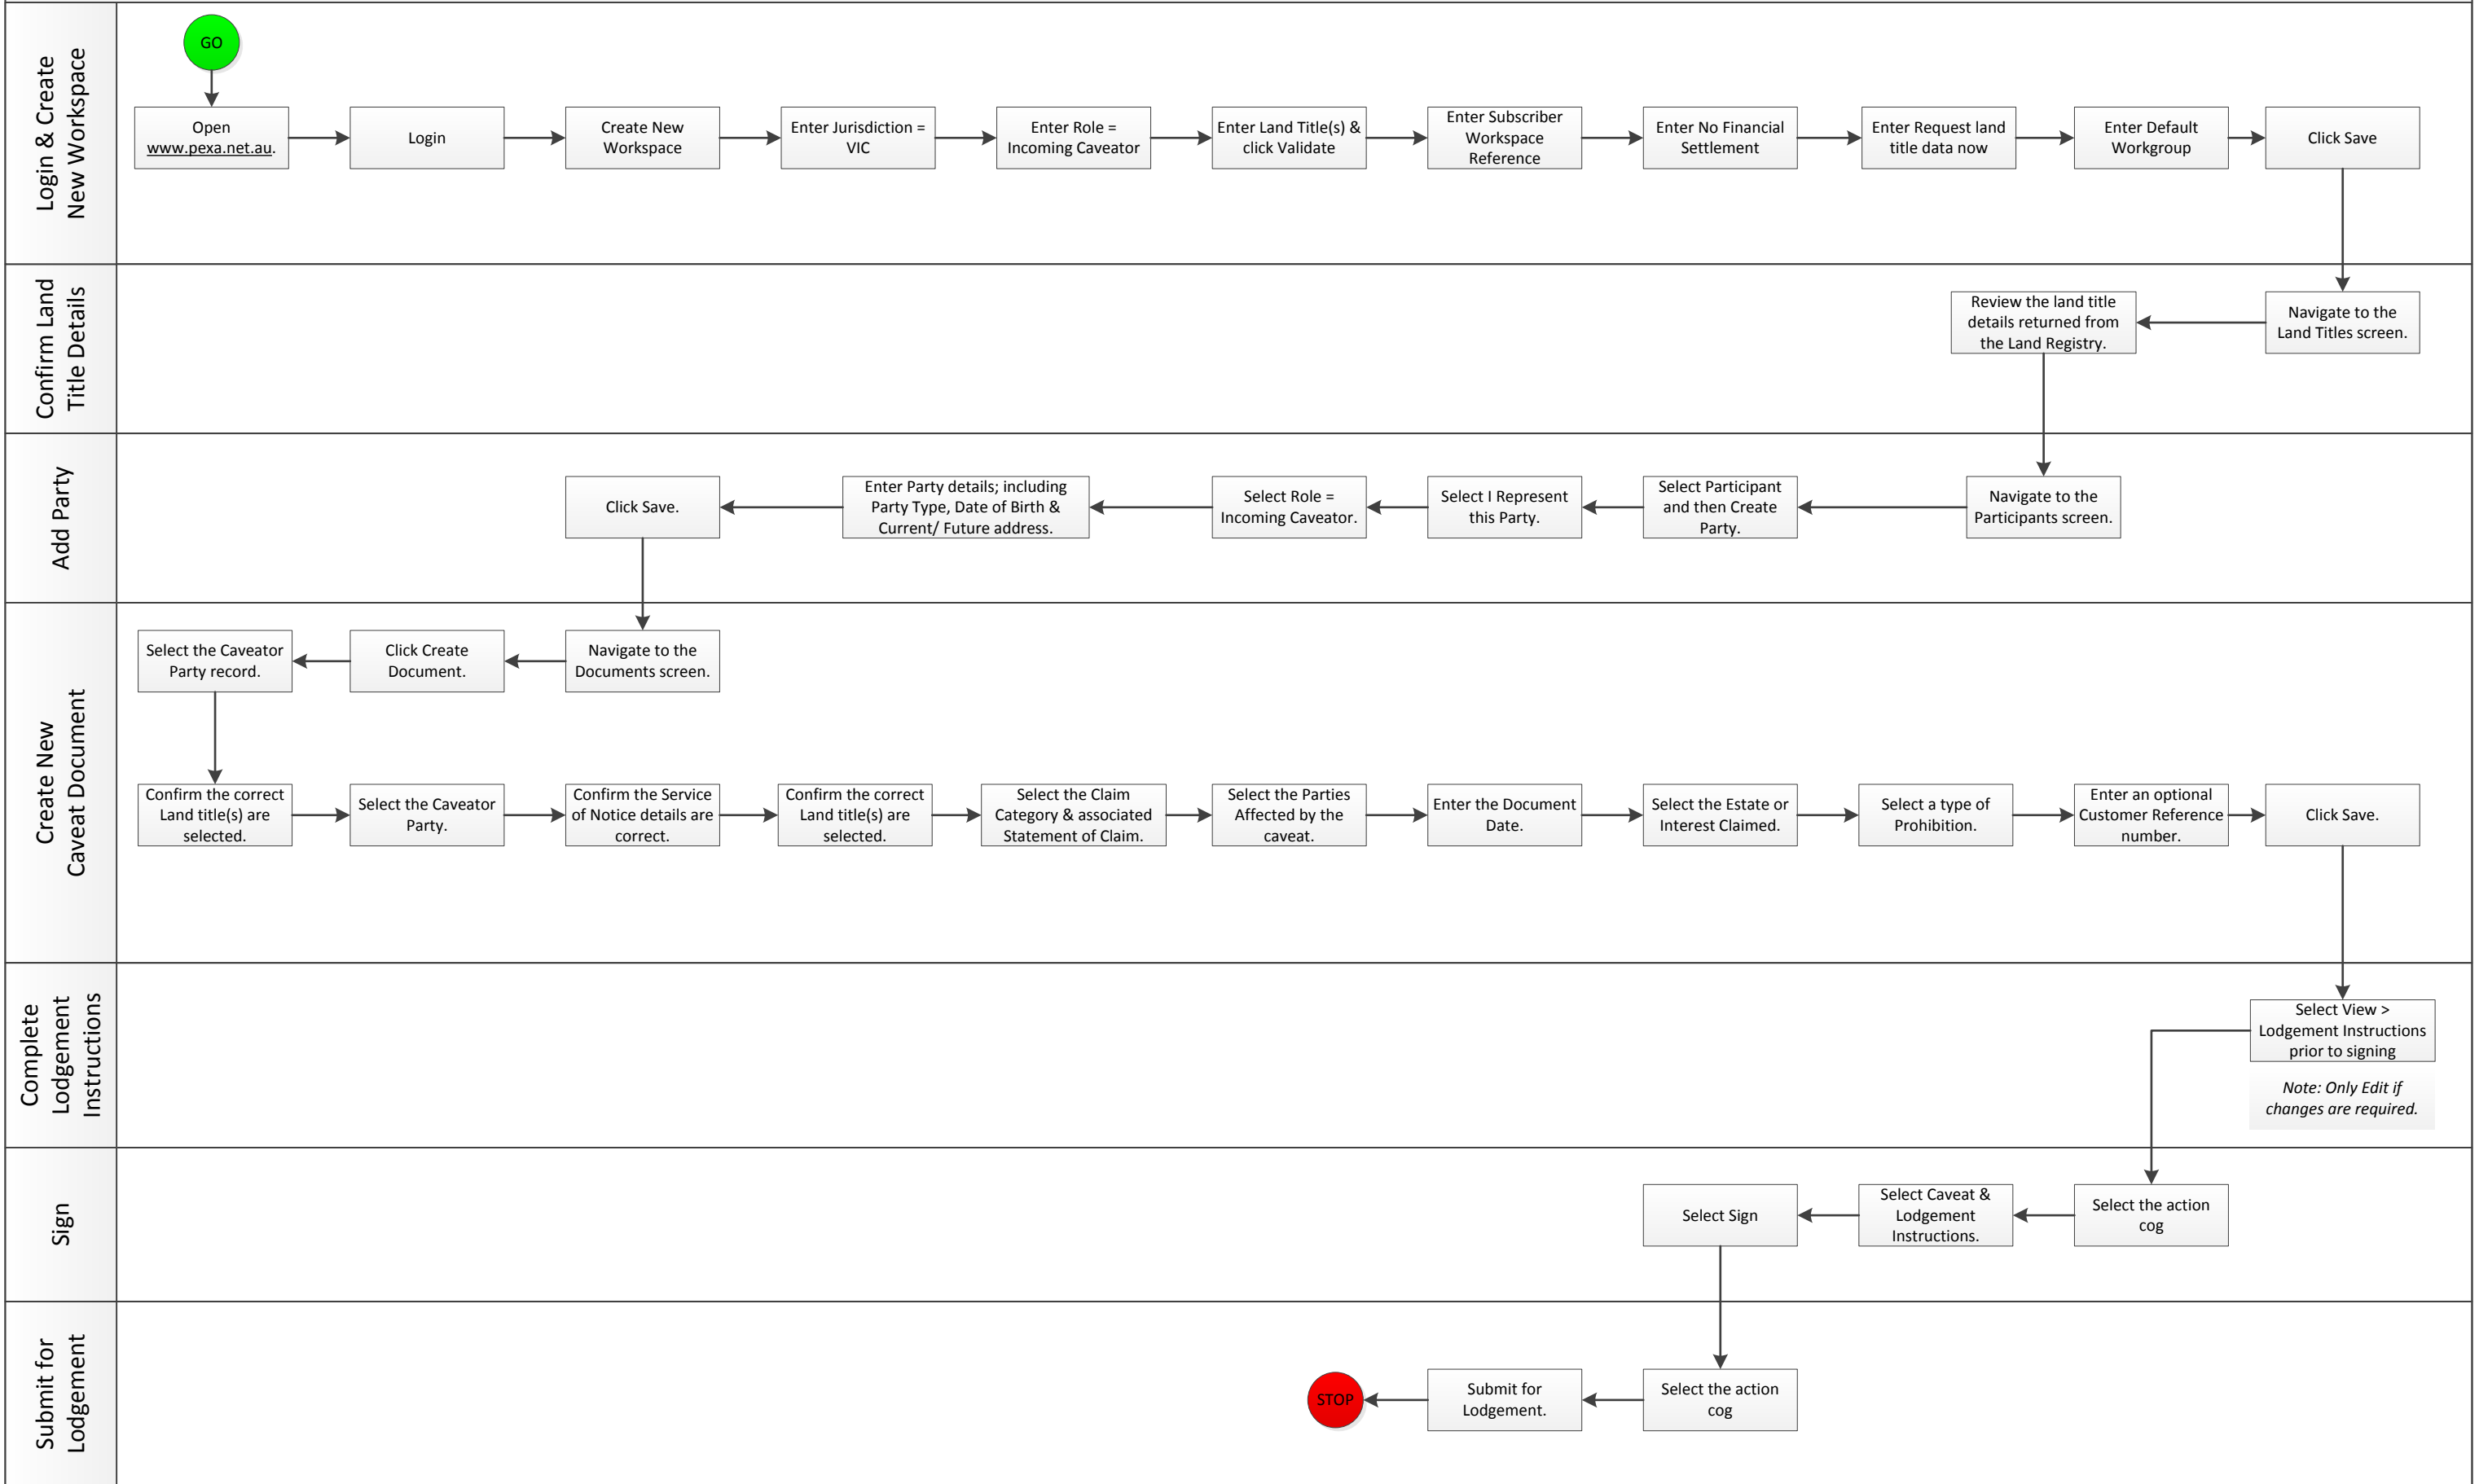 Login & Create
New Workspace
GO
Open
www.pexa.net.au.
Login
Create New
Workspace
Enter Jurisdiction =
VIC
Enter Role =
Incoming Caveator
Enter Land Title(s) &
click Validate
Enter Subscriber
Workspace
Reference
Enter No Financial
Settlement
Enter Request land
title data now
Enter Default
Workgroup
Click Save
Confirm Land
Title Details
Navigate to the
Land Titles screen.
Review the land title
details returned from
the Land Registry.
Add Party
Navigate to the
Participants screen.
Select Participant
and then Create
Party.
Select I Represent
this Party.
Select Role =
Incoming Caveator.
Enter Party details; including
Party Type, Date of Birth &
Current/ Future address.
Click Save.
Create New
Caveat Document
Navigate to the
Documents screen.
Click Create
Document.
Select the Caveator
Party record.
Confirm the correct
Land title(s) are
selected.
Select the Caveator
Party.
Confirm the Service
of Notice details are
correct.
Confirm the correct
Land title(s) are
selected.
Select the Claim
Category & associated
Statement of Claim.
Select the Parties
Affected by the
caveat.
Enter the Document
Date.
Select the Estate or
Interest Claimed.
Select a type of
Prohibition.
Enter an optional
Customer Reference
number.
Click Save.
Complete
Lodgement
Instructions
Select View >
Lodgement Instructions
prior to signing
Note: Only Edit if
changes are required.
Sign
Select the action
cog
Select Caveat &
Lodgement
Instructions.
Select Sign
Submit for
Lodgement
Select the action
cog
Submit for
Lodgement.
STOP